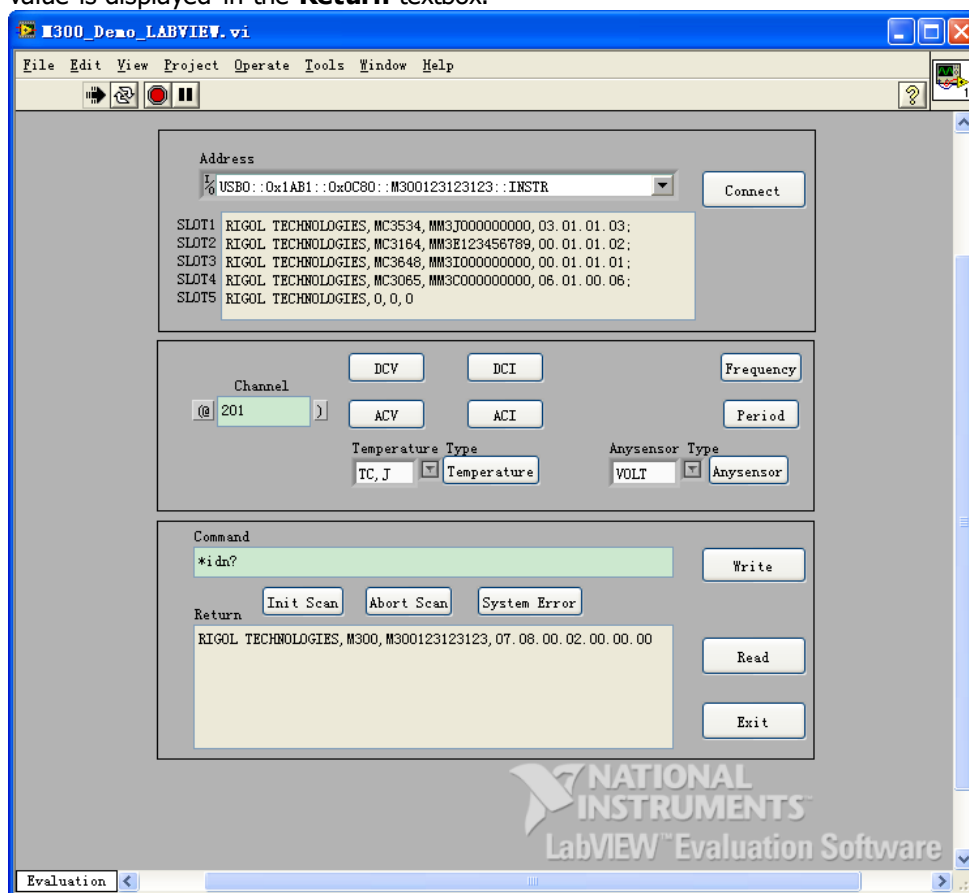 value is displayed in the Return textbox.
M300_Demo_LABVIEW.vi
File Edit View Project Operate Tools Window Help
1
Address
I/O USB0::0x1AB1::0x0C80::M300123123123::INSTR
Connect
SLOT1 RIGOL TECHNOLOGIES,MC3534,MM3J000000000,03.01.01.03;
SLOT2 RIGOL TECHNOLOGIES,MC3164,MM3E123456789,00.01.01.02;
SLOT3 RIGOL TECHNOLOGIES,MC3648,MM3I000000000,00.01.01.01;
SLOT4 RIGOL TECHNOLOGIES,MC3065,MM3C000000000,06.01.00.06;
SLOT5 RIGOL TECHNOLOGIES,0,0,0
DCV DCI Frequency
Channel
(@ 201 ) ACV ACI Period
Temperature Type Anysensor Type
TC,J Temperature VOLT Anysensor
Command
*idn?
Write
Init Scan Abort Scan System Error
Return
RIGOL TECHNOLOGIES,M300,M300123123123,07.08.00.02.00.00.00
Read
Exit
NATIONAL
INSTRUMENTS™
LabVIEW™ Evaluation Software
Evaluation